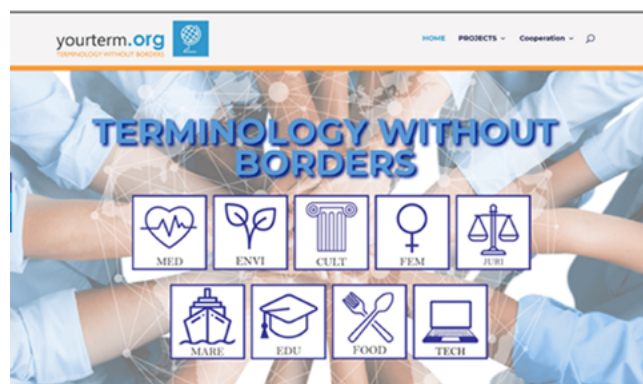 yourterm.org
TERMINOLOGY WITHOUT BORDERS
HOME PROJECTS Cooperation
TERMINOLOGY WITHOUT
BORDERS
MED ENVI CULT FEM JURI
MARE EDU FOOD TECH